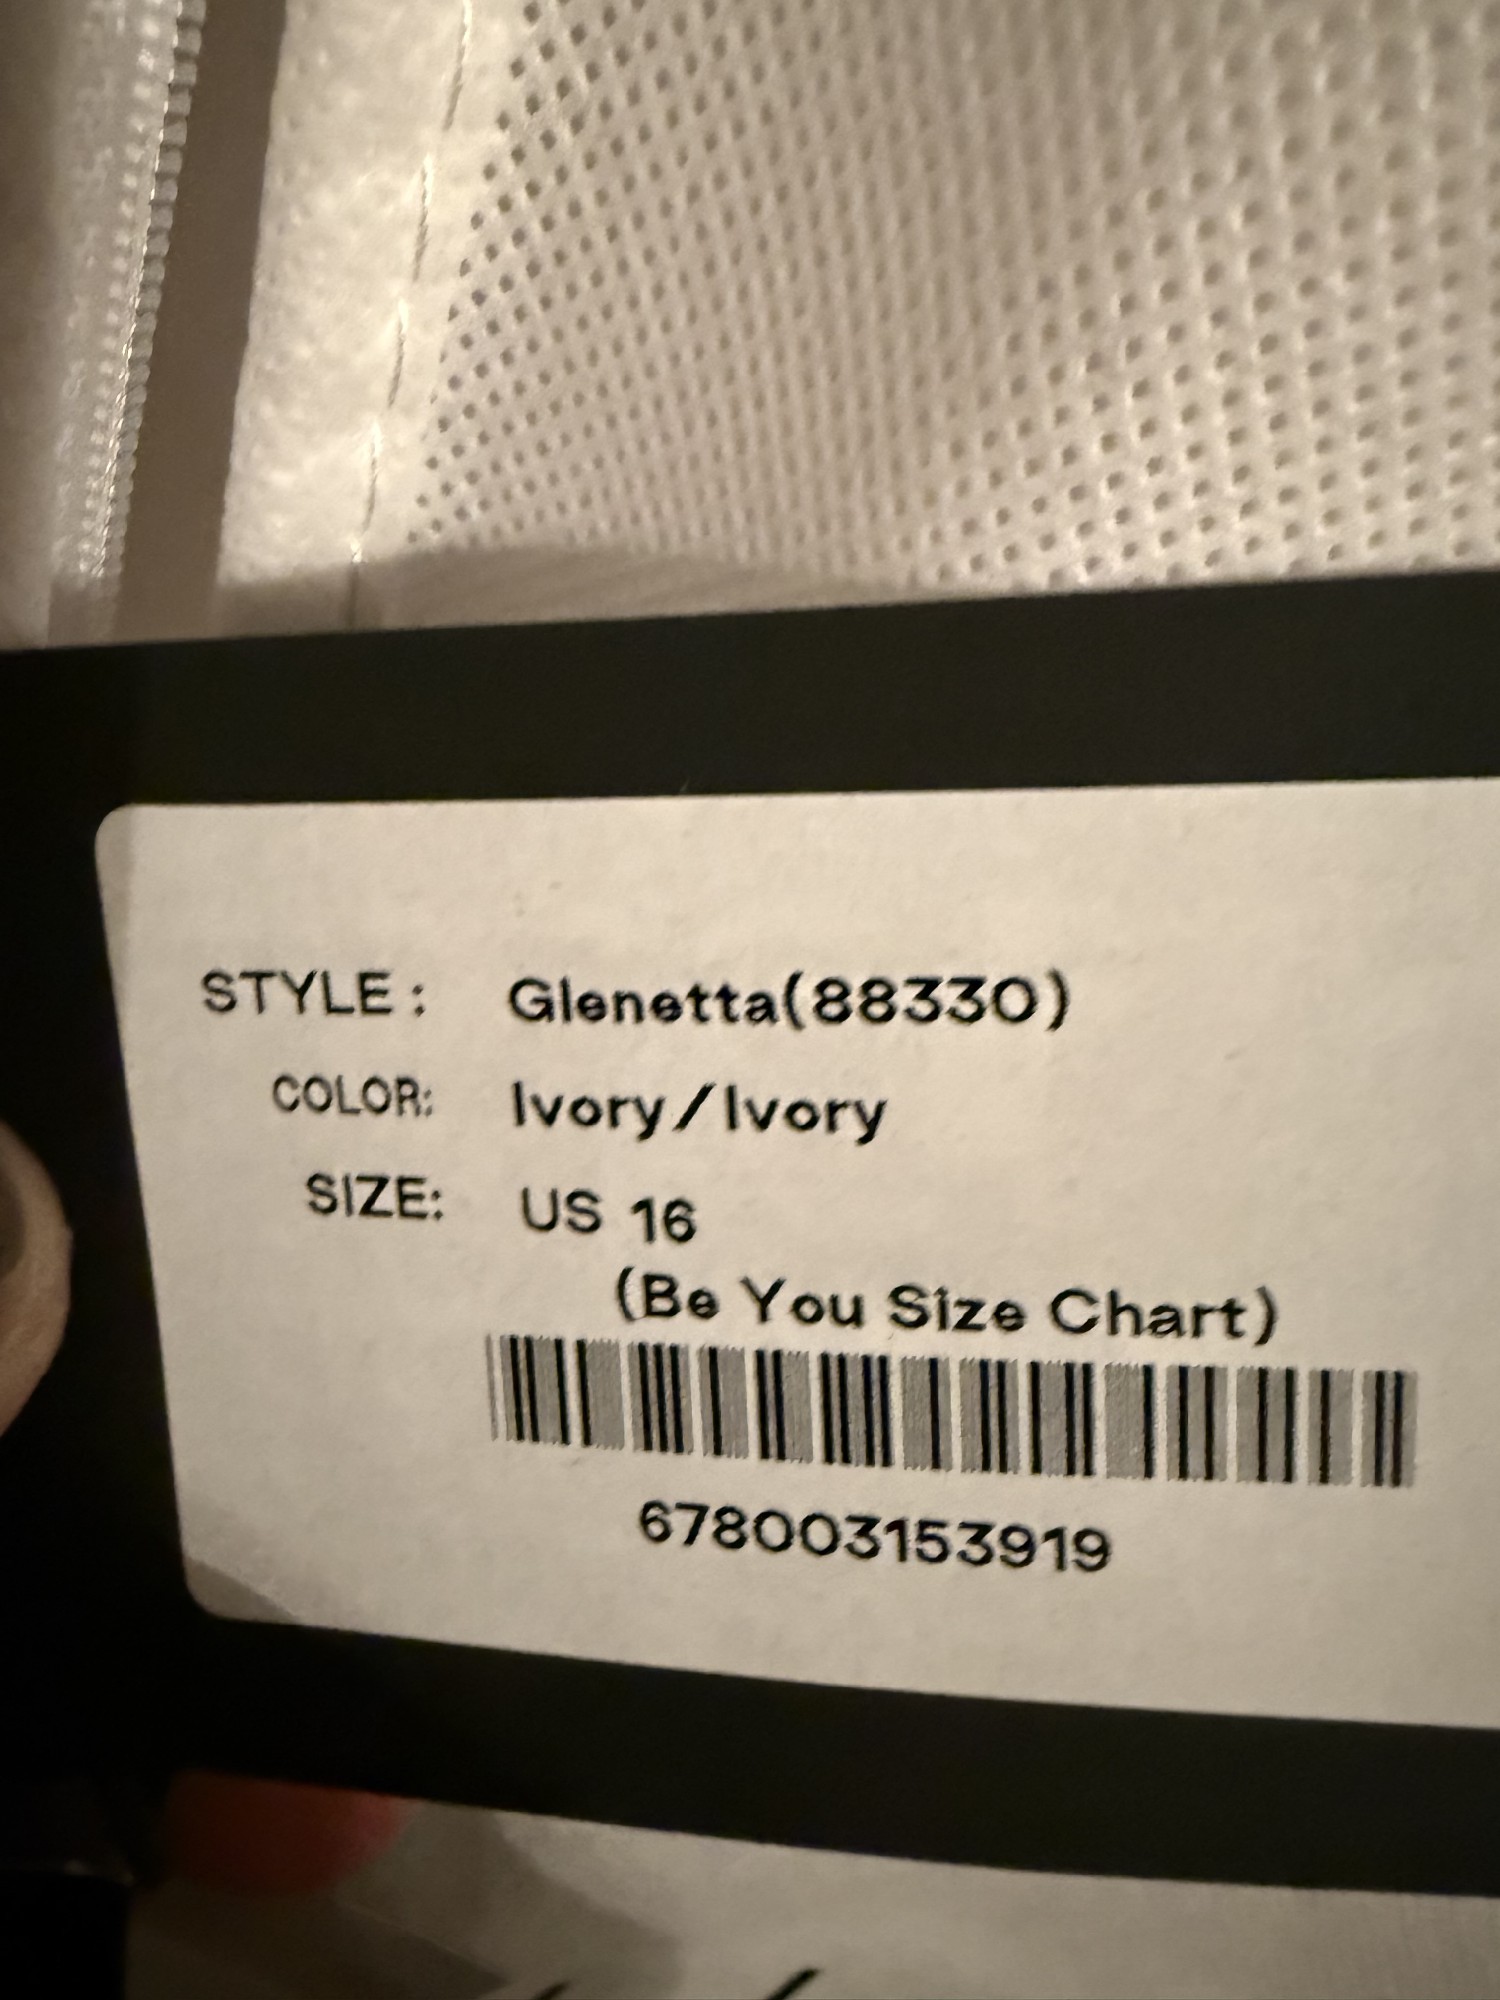 STYLE: Glenetta(88330)
COLOR: Ivory/Ivory
SIZE: US 16
(Be You Size Chart)
678003153919